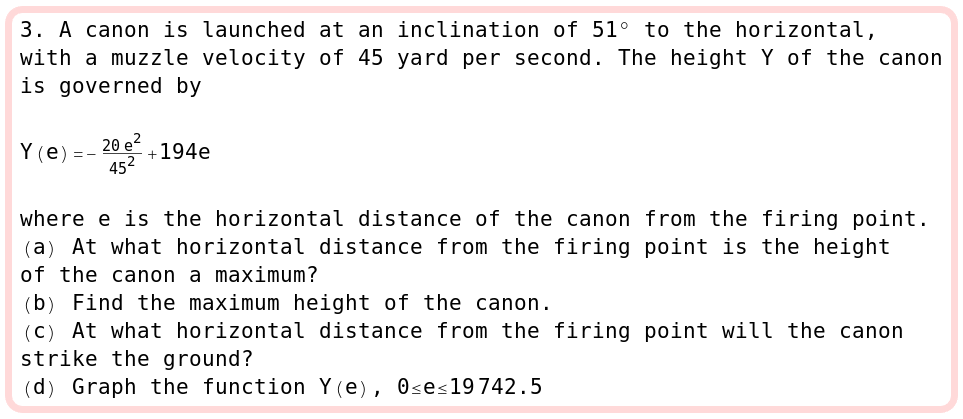 3. A canon is launched at an inclination of 51° to the horizontal,
with a muzzle velocity of 45 yard per second. The height Y of the canon
is governed by
Y(e)=-\frac{20 e^2}{45^2}+194e
where e is the horizontal distance of the canon from the firing point.
(a) At what horizontal distance from the firing point is the height
of the canon a maximum?
(b) Find the maximum height of the canon.
(c) At what horizontal distance from the firing point will the canon
strike the ground?
(d) Graph the function Y(e), 0≤e≤19742.5